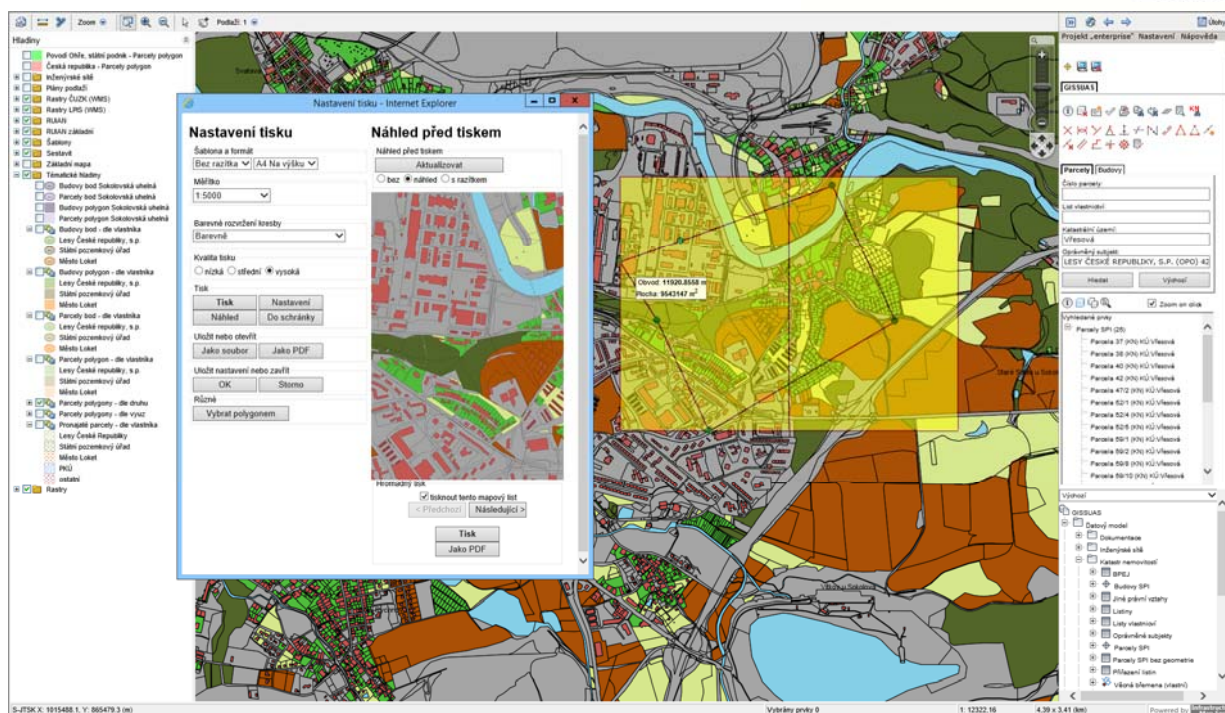 Zoom
Podlaží: 1
Úlohy
Projekt „enterprise" Nastavení Nápověda
Hladiny
Povodí Ohře, státní podnik - Parcely polygon
Česká republika - Parcely polygon
Inženýrské sítě
Plány podlaží
Rastry ČÚZK (WMS)
Rastry LRS (WMS)
RUIAN
RUIAN základní
Šablony
Sestavit
Základní mapa
Tématické hladiny
Budovy bod Sokolovská uhelná
Parcely bod Sokolovská uhelná
Budovy polygon Sokolovská uhelná
Parcely polygon Sokolovská uhelná
Budovy bod - dle vlastníka
Lesy České republiky, s.p.
Státní pozemkový úřad
Město Loket
Budovy polygon - dle vlastníka
Lesy České republiky, s.p.
Státní pozemkový úřad
Město Loket
Parcely bod - dle vlastníka
Lesy České republiky, s.p.
Státní pozemkový úřad
Město Loket
Parcely polygon - dle vlastníka
Lesy České republiky, s.p.
Státní pozemkový úřad
Město Loket
Parcely polygony - dle druhu
Parcely polygony - dle vyuz
Pronajaté parcely - dle vlastníka
Lesy České Republiky
Státní pozemkový úřad
Město Loket
PKÚ
ostatní
Rastry
Svatava
Nastavení tisku - Internet Explorer
Nastavení tisku
Šablona a formát
Bez razítka
A4 Na výšku
Měřítko
1:5000
Barevné rozvržení kresby
Barevně
Kvalita tisku
nízká
střední
vysoká
Tisk
Tisk
Nastavení
Náhled
Do schránky
Uložit nebo otevřít
Jako soubor
Jako PDF
Uložit nastavení nebo zavřít
OK
Storno
Různé
Vybrat polygonem
Náhled před tiskem
Náhled před tiskem
Aktualizovat
bez
náhled
s razítkem
Hromadný tisk
tisknout tento mapový list
< Předchozí
Následující >
Tisk
Jako PDF
Obvod: 11920.8558 m
Plocha: 9543147 m²
GISSUAS
Parcely
Budovy
Číslo parcely:
List vlastnictví:
Katastrální území:
Vřesová
Oprávněný subjekt:
LESY ČESKÉ REPUBLIKY, S.P. (OPO) 42
Hledat
Výchozí
Zoom on click
Vyhledané prvky
Parcely SPI (25)
Parcela 37 (KN) KÚ:Vřesová
Parcela 38 (KN) KÚ:Vřesová
Parcela 40 (KN) KÚ:Vřesová
Parcela 42 (KN) KÚ:Vřesová
Parcela 47/2 (KN) KÚ:Vřesová
Parcela 52/1 (KN) KÚ:Vřesová
Parcela 52/4 (KN) KÚ:Vřesová
Parcela 52/5 (KN) KÚ:Vřesová
Parcela 59/1 (KN) KÚ:Vřesová
Parcela 59/2 (KN) KÚ:Vřesová
Parcela 59/8 (KN) KÚ:Vřesová
Parcela 59/10 (KN) KÚ:Vřesová
Výchozí
GISSUAS
Datový model
Dokumentace
Inženýrské sítě
Katastr nemovitostí
BPEJ
Budovy SPI
Jiné právní vztahy
Listiny
Listy vlastnictví
Oprávněné subjekty
Parcely SPI
Parcely SPI bez geometrie
Přiřazení listin
Věcná břemena (vlastní)
Vítkov u Sokolova
S-JTSK X: 1015488.1, Y: 865479.3 (m)
Vybrány prvky 0
1: 12322.16
4.39 x 3.41 (km)
Powered by